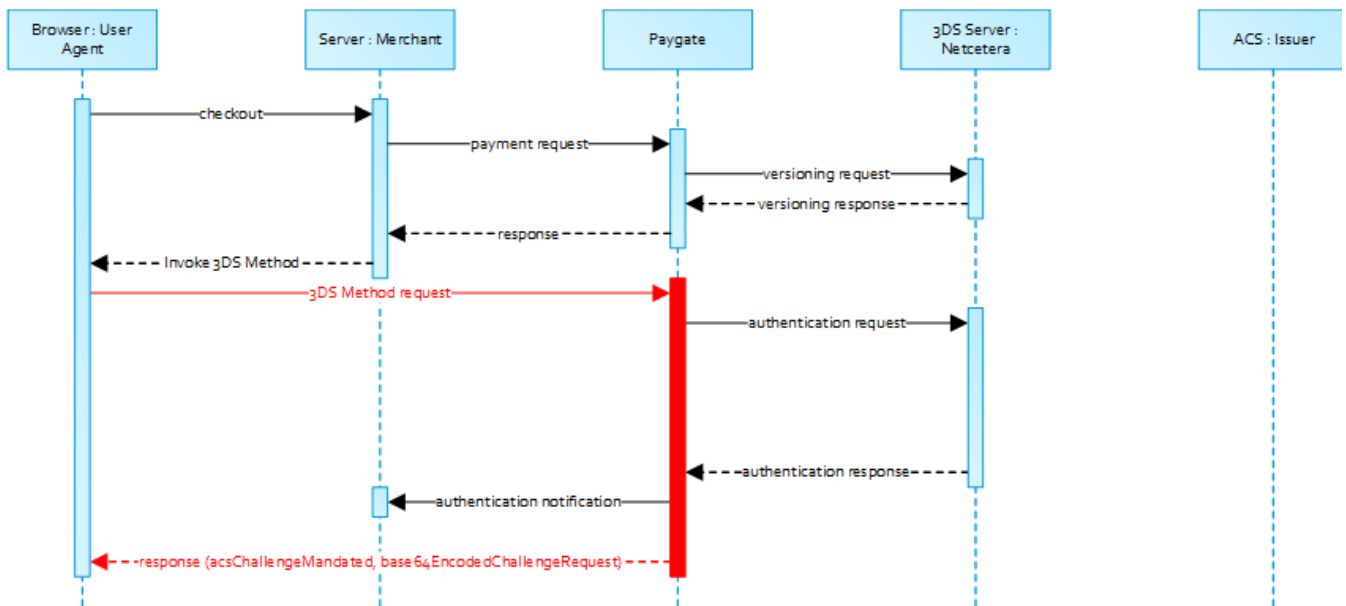 Browser : User
Agent
Server : Merchant
Paygate
3DS Server :
Netcetera
ACS : Issuer
checkout
payment request
versioning request
versioning response
response
Invoke 3DS Method
3DS Method request
authentication request
authentication response
authentication notification
response (acsChallengeMandated, base64EncodedChallengeRequest)